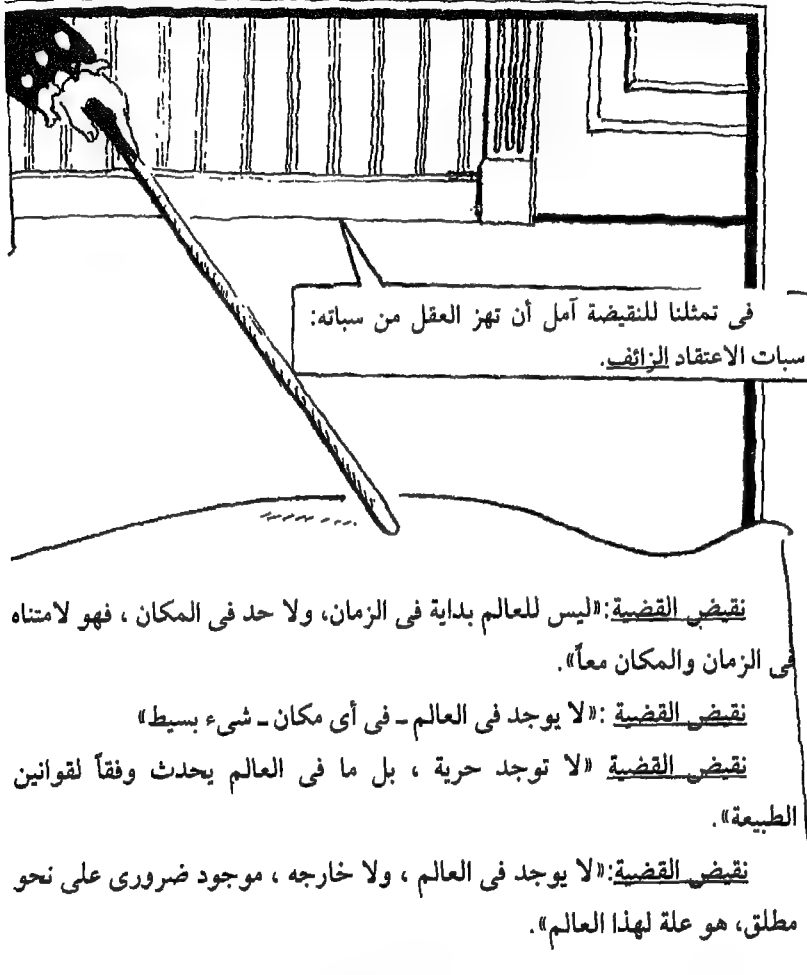 فى تمثلنا للنقيضة آمل أن تهز العقل من سباته:
سبات الاعتقاد الزائف.
نقيض القضية:«ليس للعالم بداية فى الزمان، ولا حد فى المكان ، فهو لامتناه
فى الزمان والمكان معاً».
نقيض القضية :«لا يوجد فى العالم ـ فى أى مكان ـ شىء بسيط»
نقيض القضية «لا توجد حرية ، بل ما فى العالم يحدث وفقاً لقوانين
الطبيعة».
نقيض القضية:«لا يوجد فى العالم ، ولا خارجه ، موجود ضرورى على نحو
مطلق، هو علة لهذا العالم».